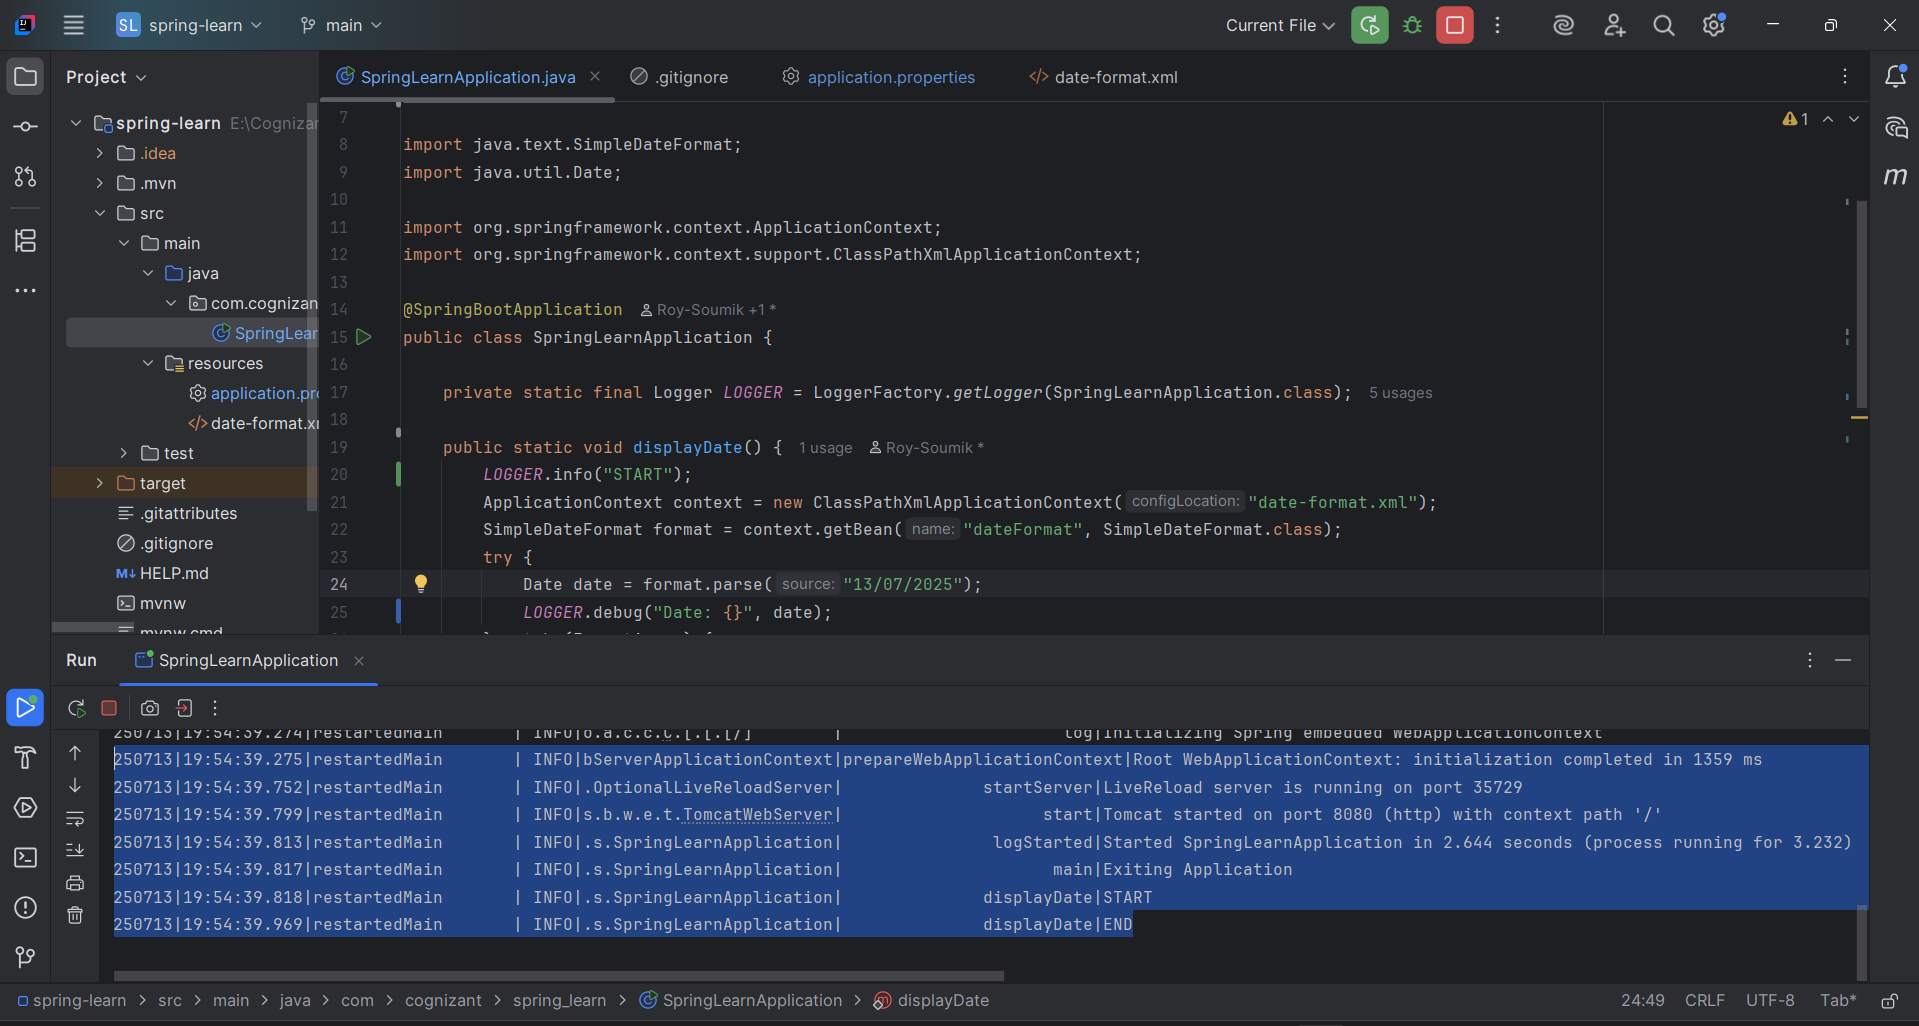 SL spring-learn main Current File
Project
SpringLearnApplication.java .gitignore application.properties date-format.xml
spring-learn E:\Cogniza
.idea
.mvn
src
main
java
com.cognizan
SpringLear
resources
application.pr
date-format.x
test
target
.gitattributes
.gitignore
M↓ HELP.md
mvnw
mvnw.cmd
1
7
8 import java.text.SimpleDateFormat;
9 import java.util.Date;
10
11 import org.springframework.context.ApplicationContext;
12 import org.springframework.context.support.ClassPathXmlApplicationContext;
13
14 @SpringBootApplication Roy-Soumik +1 *
15 public class SpringLearnApplication {
16
17 private static final Logger LOGGER = LoggerFactory.getLogger(SpringLearnApplication.class); 5 usages
18
19 public static void displayDate() { 1 usage Roy-Soumik *
20 LOGGER.info("START");
21 ApplicationContext context = new ClassPathXmlApplicationContext( configLocation: "date-format.xml");
22 SimpleDateFormat format = context.getBean( name: "dateFormat", SimpleDateFormat.class);
23 try {
24 Date date = format.parse( source: "13/07/2025");
25 LOGGER.debug("Date: {}", date);
m
Run SpringLearnApplication
250713|19:54:39.274|restartedMain | INFO|o.a.c.c.C.[.[.[/] | log|Initializing Spring embedded WebApplicationContext
250713|19:54:39.275|restartedMain | INFO|bServerApplicationContext|prepareWebApplicationContext|Root WebApplicationContext: initialization completed in 1359 ms
250713|19:54:39.752|restartedMain | INFO|.OptionalLiveReloadServer| startServer|LiveReload server is running on port 35729
250713|19:54:39.799|restartedMain | INFO|s.b.w.e.t.TomcatWebServer| start|Tomcat started on port 8080 (http) with context path '/'
250713|19:54:39.813|restartedMain | INFO|.s.SpringLearnApplication| logStarted|Started SpringLearnApplication in 2.644 seconds (process running for 3.232)
250713|19:54:39.817|restartedMain | INFO|.s.SpringLearnApplication| main|Exiting Application
250713|19:54:39.818|restartedMain | INFO|.s.SpringLearnApplication| displayDate|START
250713|19:54:39.969|restartedMain | INFO|.s.SpringLearnApplication| displayDate|END
spring-learn > src > main > java > com > cognizant > spring_learn > SpringLearnApplication > displayDate 24:49 CRLF UTF-8 Tab*